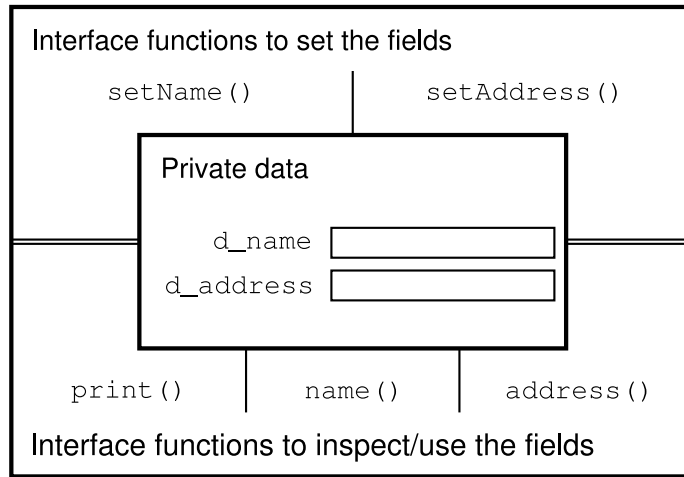 Interface functions to set the fields
setName() setAddress()
Private data
d_name
d_address
print() name() address()
Interface functions to inspect/use the fields